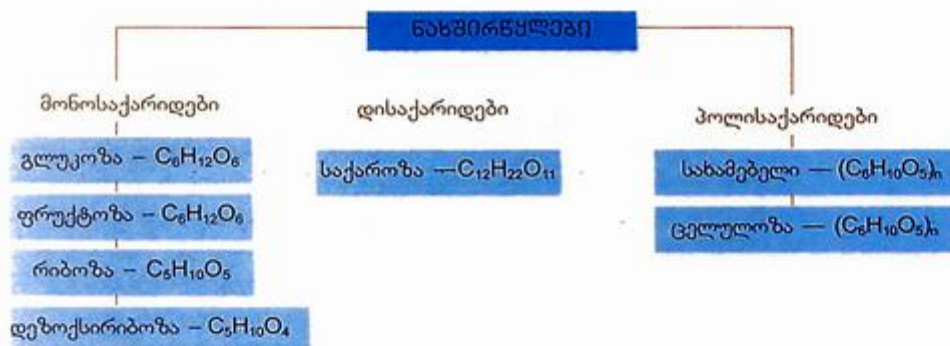 ნახშირწყლები
მონოსაქარიდები
გლუკოზა – C₆H₁₂O₆
ფრუქტოზა – C₆H₁₂O₆
რიბოზა – C₅H₁₀O₅
დეზოქსირიბოზა – C₅H₁₀O₄
დისაქარიდები
საქაროზა —C₁₂H₂₂O₁₁
პოლისაქარიდები
სახამებელი — (C₆H₁₀O₅)ₙ
ცელულოზა — (C₆H₁₀O₅)ₙ